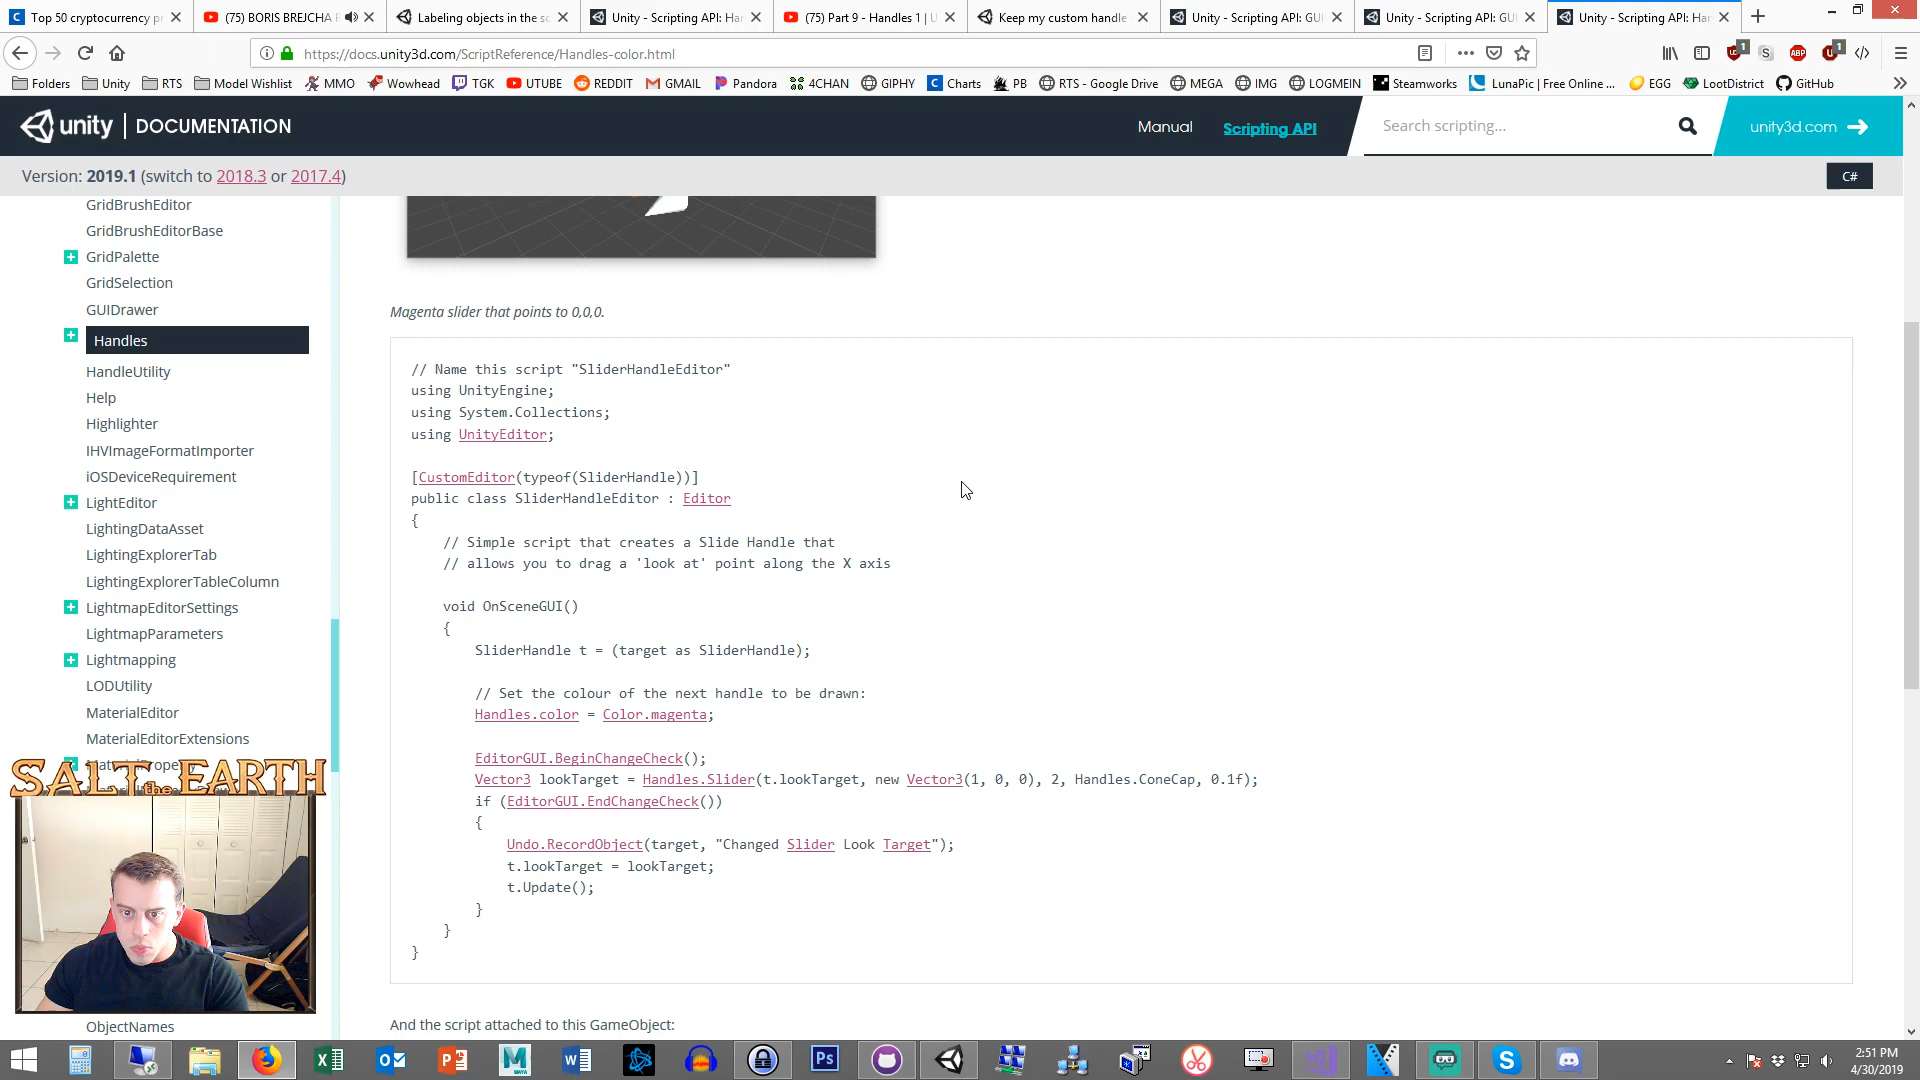 Top 50 cryptocurrency pr
(75) BORIS BREJCHA
Labeling objects in the sc
Unity - Scripting API: Ha
(75) Part 9 - Handles 1 | U
Keep my custom handle
Unity - Scripting API: GUI
Unity - Scripting API: GUI
Unity - Scripting API: Ha
https://docs.unity3d.com/ScriptReference/Handles-color.html
1
1
Folders
Unity
RTS
Model Wishlist
MMO
Wowhead
TGK
UTUBE
REDDIT
GMAIL
Pandora
4CHAN
GIPHY
Charts
PB
RTS - Google Drive
MEGA
IMG
LOGMEIN
Steamworks
LunaPic | Free Online ...
EGG
LootDistrict
GitHub
unity | DOCUMENTATION
Manual
Scripting API
Search scripting...
unity3d.com
Version: 2019.1 (switch to 2018.3 or 2017.4)
C#
GridBrushEditor
GridBrushEditorBase
GridPalette
GridSelection
GUIDrawer
Handles
HandleUtility
Help
Highlighter
IHVImageFormatImporter
iOSDeviceRequirement
LightEditor
LightingDataAsset
LightingExplorerTab
LightingExplorerTableColumn
LightmapEditorSettings
LightmapParameters
Lightmapping
LODUtility
MaterialEditor
MaterialEditorExtensions
SALT of the EARTH
ObjectNames
Magenta slider that points to 0,0,0.
// Name this script "SliderHandleEditor"
using UnityEngine;
using System.Collections;
using UnityEditor;
[CustomEditor(typeof(SliderHandle))]
public class SliderHandleEditor : Editor
{
// Simple script that creates a Slide Handle that
// allows you to drag a 'look at' point along the X axis
void OnSceneGUI()
{
SliderHandle t = (target as SliderHandle);
// Set the colour of the next handle to be drawn:
Handles.color = Color.magenta;
EditorGUI.BeginChangeCheck();
Vector3 lookTarget = Handles.Slider(t.lookTarget, new Vector3(1, 0, 0), 2, Handles.ConeCap, 0.1f);
if (EditorGUI.EndChangeCheck())
{
Undo.RecordObject(target, "Changed Slider Look Target");
t.lookTarget = lookTarget;
t.Update();
}
}
}
And the script attached to this GameObject:
2:51 PM
4/30/2019